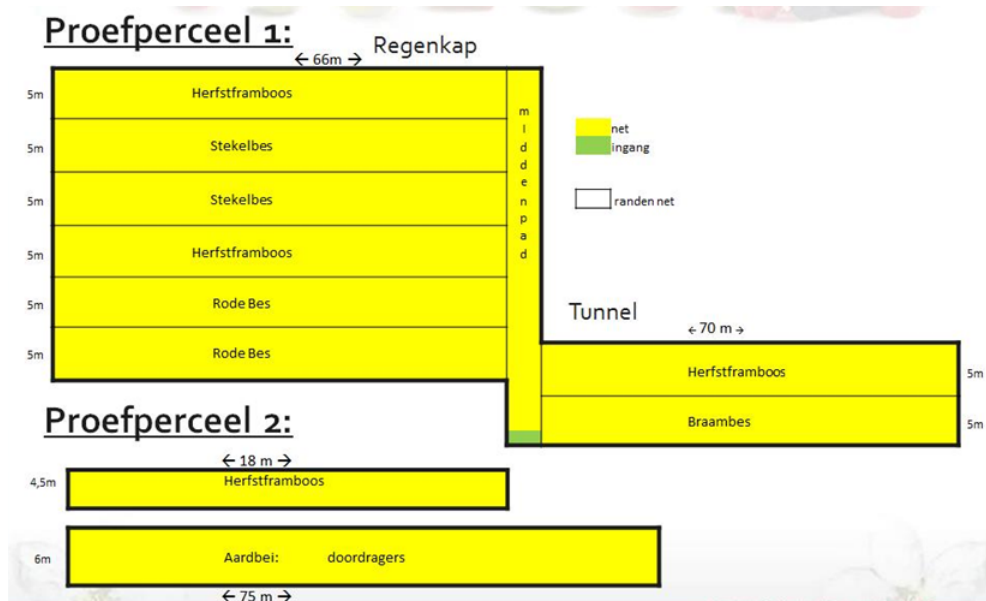 Proefperceel 1:
Regenkap
← 66m →
5m
Herfstframboos
5m
Stekelbes
5m
Stekelbes
5m
Herfstframboos
5m
Rode Bes
5m
Rode Bes
middenpad
net
ingang
randen net
Tunnel
← 70 m →
Herfstframboos
5m
Braambes
5m
Proefperceel 2:
← 18 m →
4,5m
Herfstframboos
6m
Aardbei: doordragers
← 75 m →